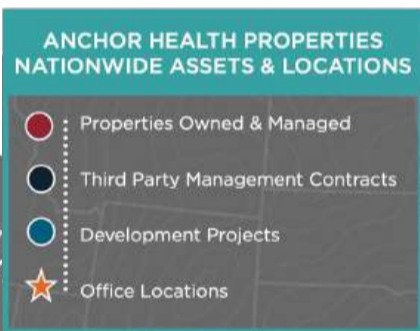 ANCHOR HEALTH PROPERTIES
NATIONWIDE ASSETS & LOCATIONS
Properties Owned & Managed
Third Party Management Contracts
Development Projects
Office Locations